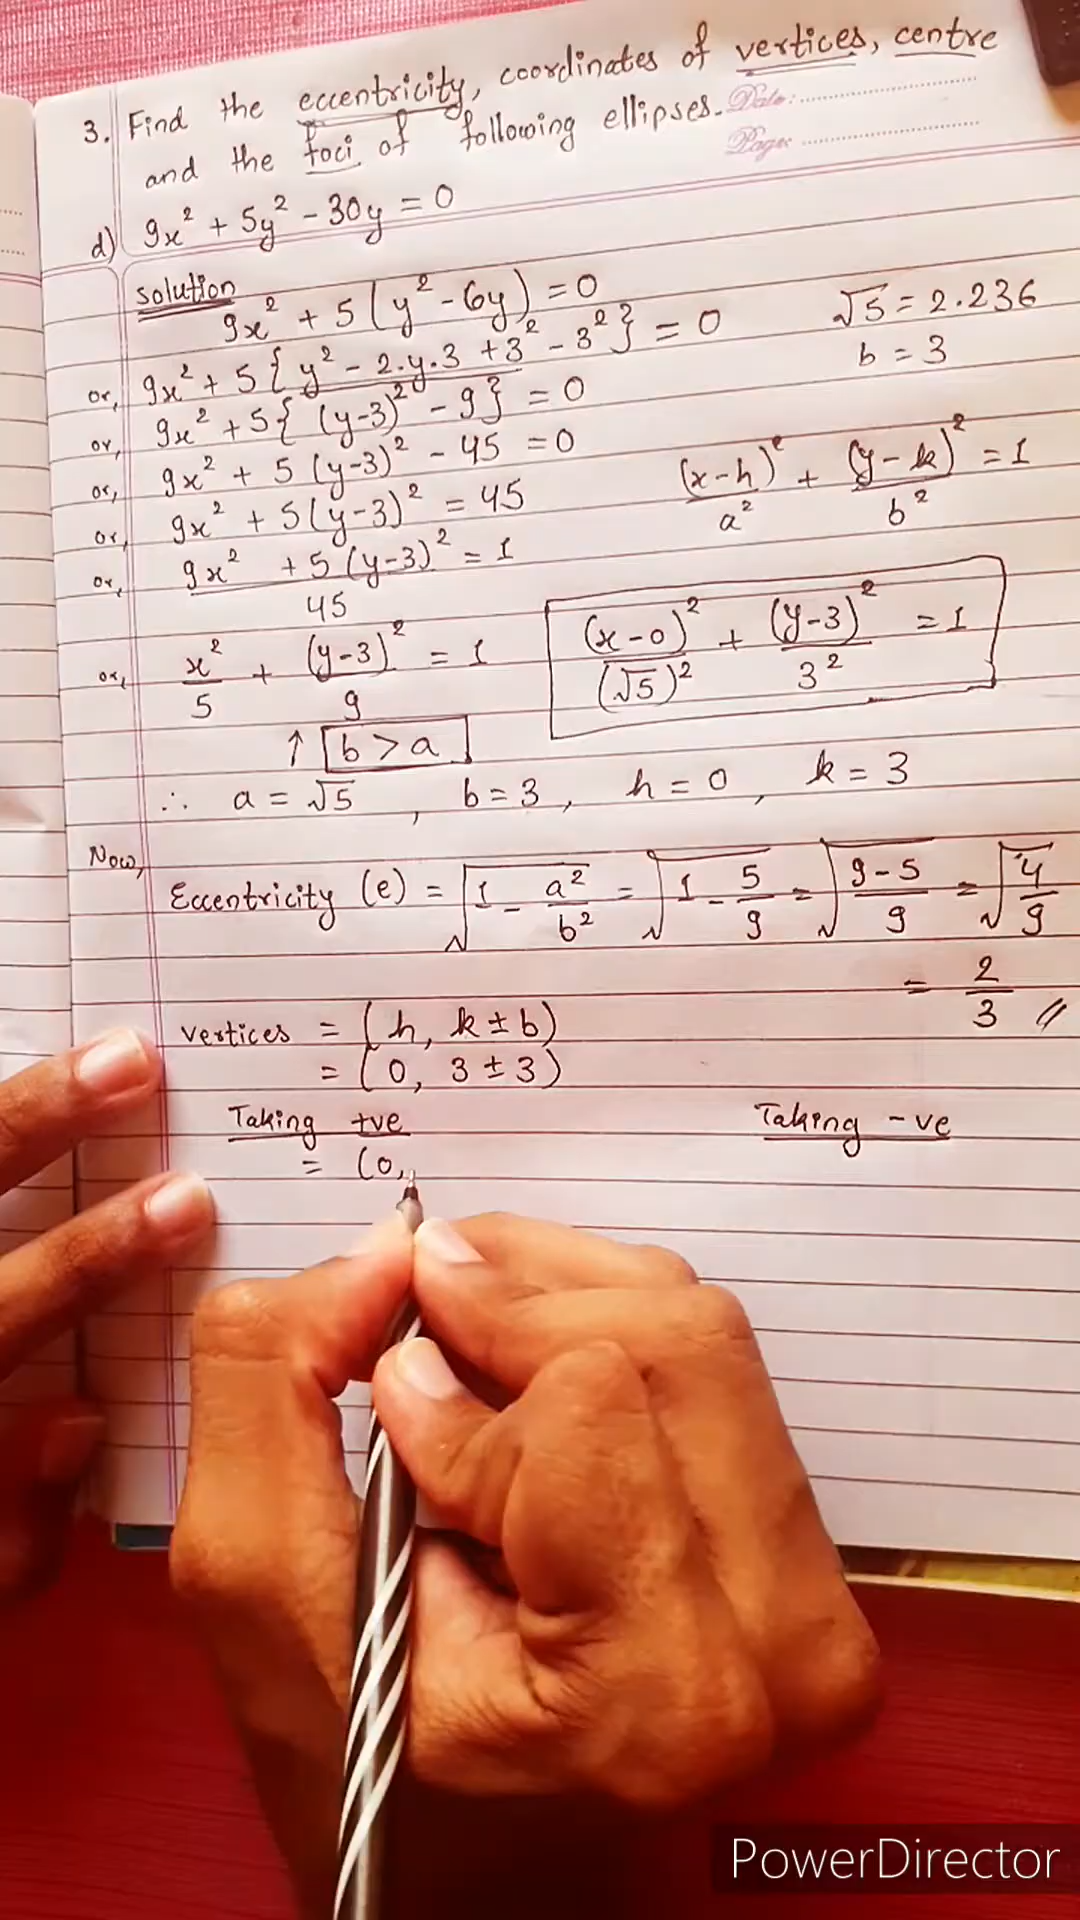 3. Find the eccentricity, coordinates of vertices, centre
and the foci of following ellipses.
Date:
Page:
d) 9x² + 5y² - 30y = 0
solution
9x² + 5(y² - 6y) = 0
√5 = 2.236
or, 9x² + 5{y² - 2.y.3 + 3² - 3²} = 0
b = 3
or, 9x² + 5{(y-3)² - 9} = 0
or, 9x² + 5(y-3)² - 45 = 0
(x-h)²/a² + (y-k)²/b² = 1
or, 9x² + 5(y-3)² = 45
or, 9x² + 5(y-3)²/45 = 1
or, x²/5 + (y-3)²/9 = 1
(x-0)²/(√5)² + (y-3)²/3² = 1
↑ b > a
∴ a = √5 , b = 3 , h = 0 , k = 3
Now,
Eccentricity (e) = √(1 - a²/b²) = √(1 - 5/9) = √(9-5/9) = √(4/9)
= 2/3 //
vertices = (h, k ± b)
= (0, 3 ± 3)
Taking +ve
Taking -ve
= (0,
PowerDirector